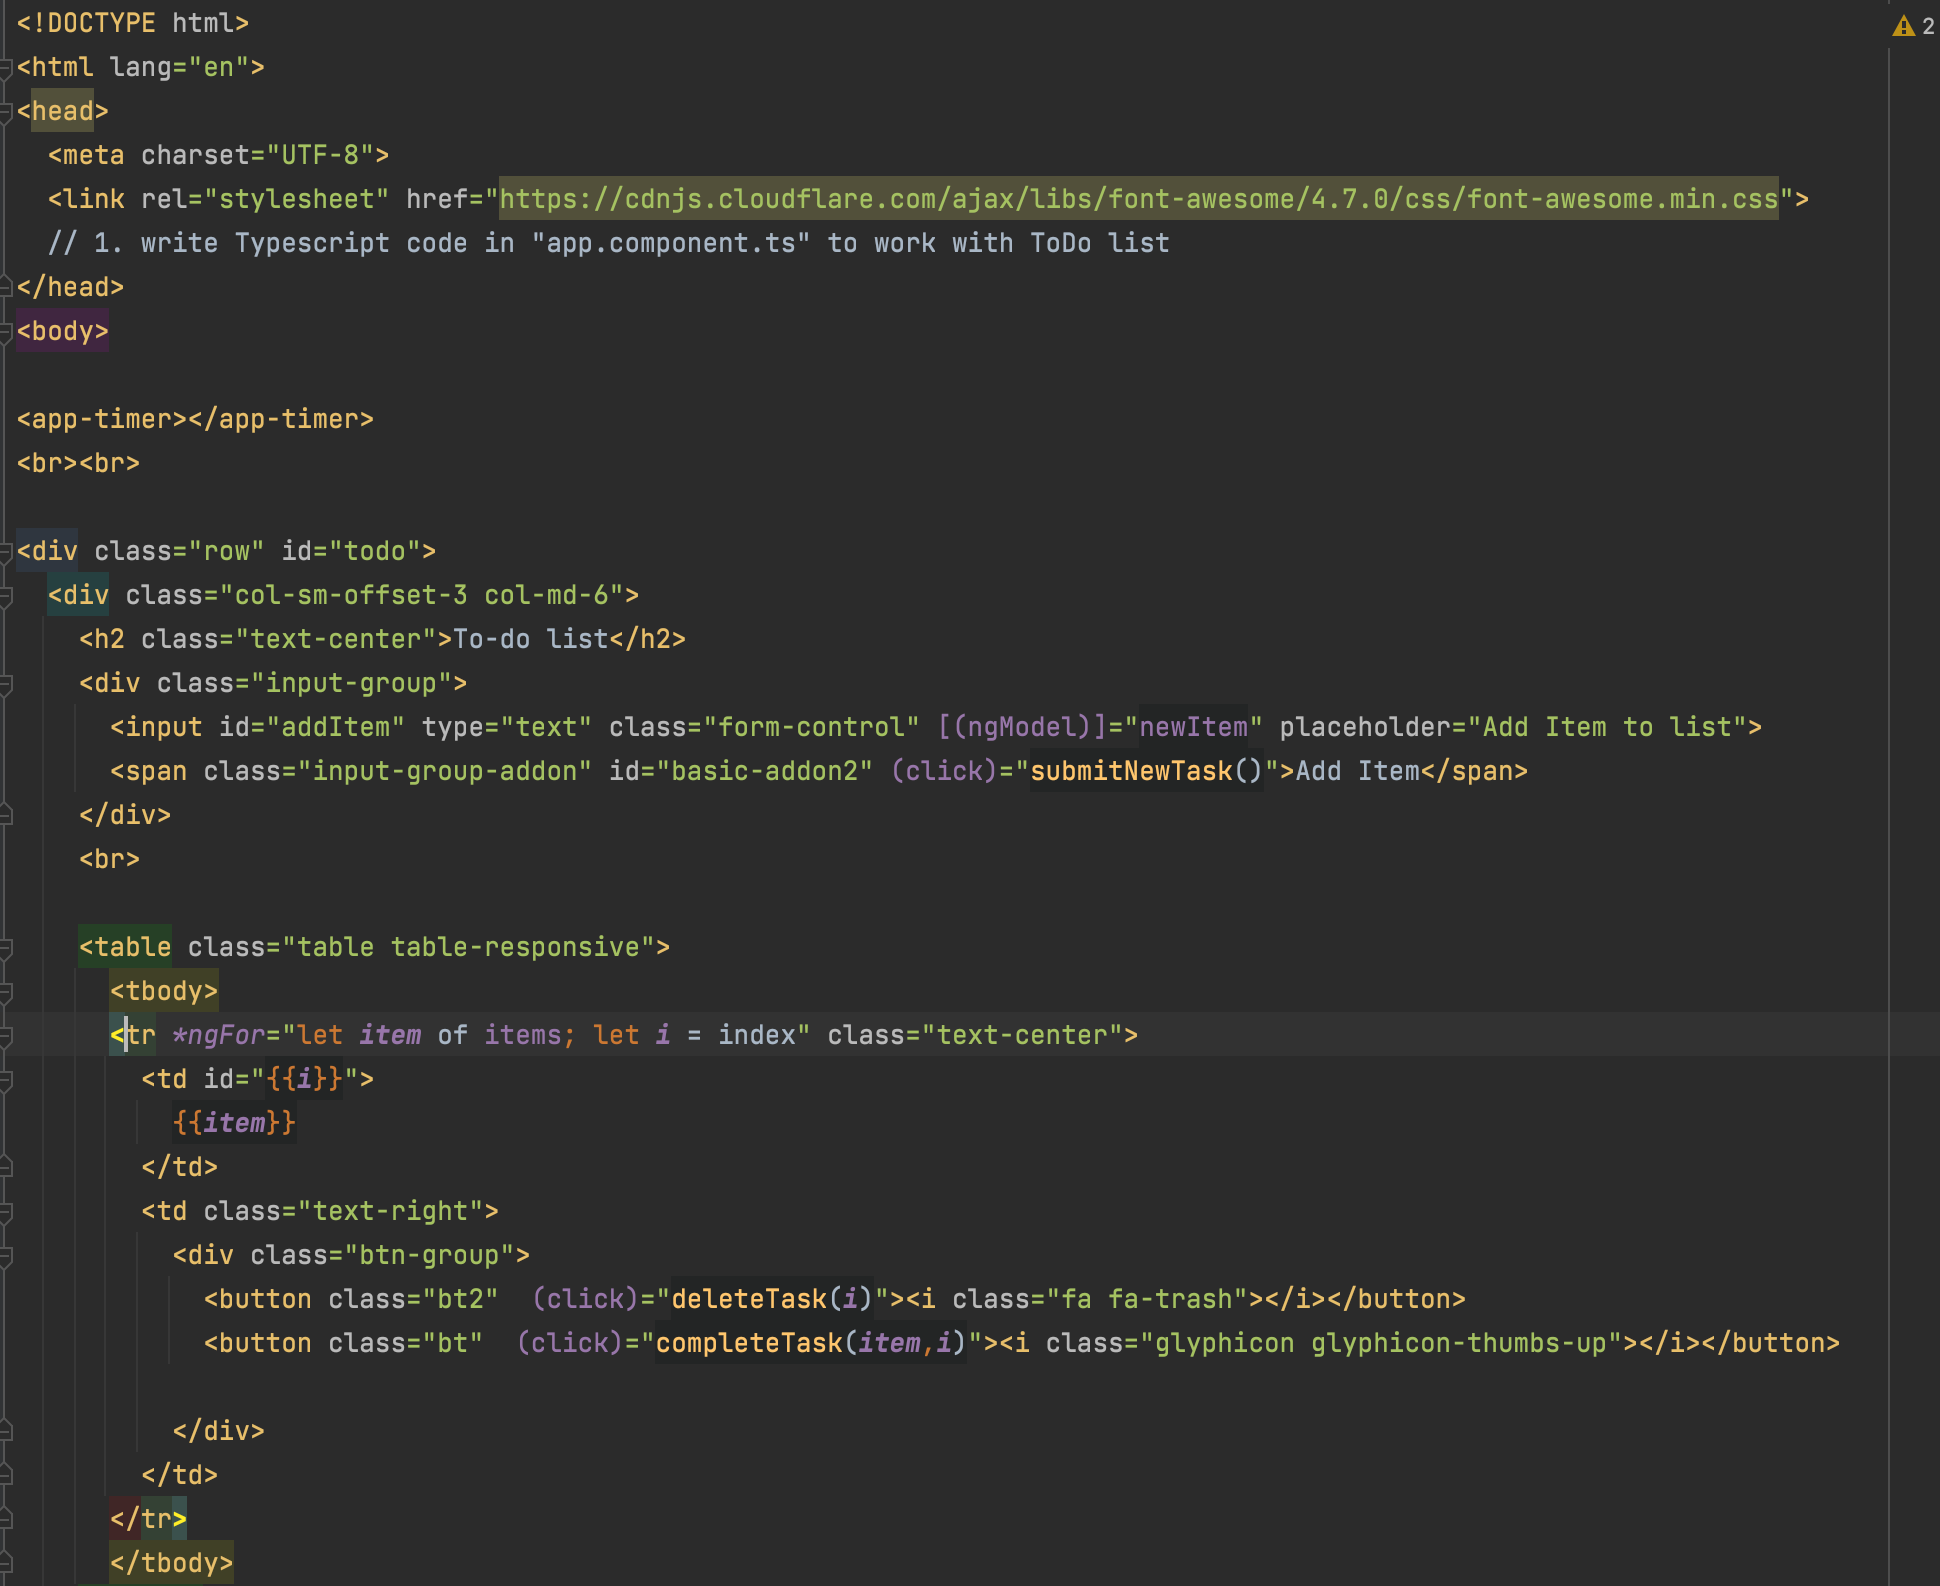 <!DOCTYPE html>
2
<html lang="en">
<head>
  <meta charset="UTF-8">
  <link rel="stylesheet" href="https://cdnjs.cloudflare.com/ajax/libs/font-awesome/4.7.0/css/font-awesome.min.css">
  // 1. write Typescript code in "app.component.ts" to work with ToDo list
</head>
<body>

<app-timer></app-timer>
<br><br>

<div class="row" id="todo">
  <div class="col-sm-offset-3 col-md-6">
    <h2 class="text-center">To-do list</h2>
    <div class="input-group">
      <input id="addItem" type="text" class="form-control" [(ngModel)]="newItem" placeholder="Add Item to list">
      <span class="input-group-addon" id="basic-addon2" (click)="submitNewTask()">Add Item</span>
    </div>
    <br>

    <table class="table table-responsive">
      <tbody>
      <tr *ngFor="let item of items; let i = index" class="text-center">
        <td id="{{i}}">
          {{item}}
        </td>
        <td class="text-right">
          <div class="btn-group">
            <button class="bt2"  (click)="deleteTask(i)"><i class="fa fa-trash"></i></button>
            <button class="bt"  (click)="completeTask(item,i)"><i class="glyphicon glyphicon-thumbs-up"></i></button>

          </div>
        </td>
      </tr>
      </tbody>